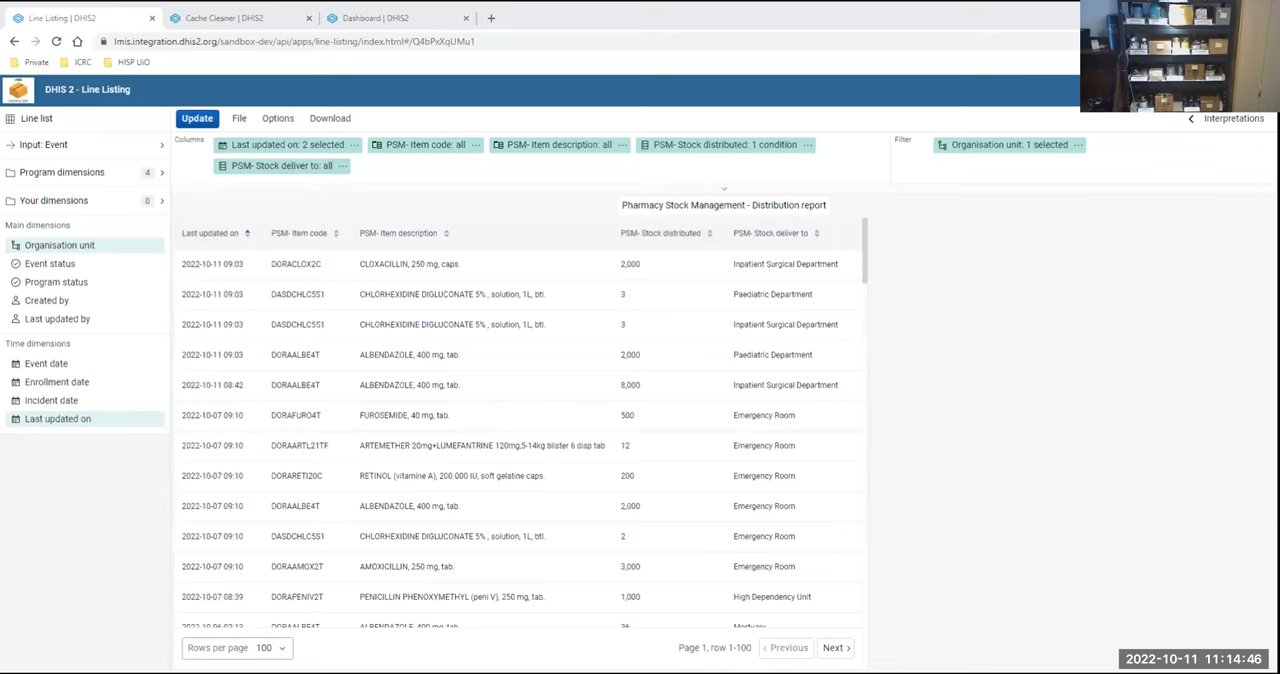 Line Listing | DHIS2
Cache Cleaner | DHIS2
Dashboard | DHIS2
lmis.integration.dhis2.org/sandbox-dev/api/apps/line-listing/index.html#/Q4bPxXqUMu1
Private ICRC HISP UiO
DHIS 2 - Line Listing
Line list
Update File Options Download
Interpretations
Input: Event
Columns
Last updated on: 2 selected
PSM- Item code: all
PSM- Item description: all
PSM- Stock distributed: 1 condition
PSM- Stock deliver to: all
Filter
Organisation unit: 1 selected
Program dimensions 4
Your dimensions 0
Main dimensions
Organisation unit
Event status
Program status
Created by
Last updated by
Time dimensions
Event date
Enrollment date
Incident date
Last updated on
Pharmacy Stock Management - Distribution report
Last updated on PSM- Item code PSM- Item description PSM- Stock distributed PSM- Stock deliver to
2022-10-11 09:03 DORACLOX2C CLOXACILLIN, 250 mg, caps. 2,000 Inpatient Surgical Department
2022-10-11 09:03 DASDCHLC5S1 CHLORHEXIDINE DIGLUCONATE 5% , solution, 1L, btl. 3 Paediatric Department
2022-10-11 09:03 DASDCHLC5S1 CHLORHEXIDINE DIGLUCONATE 5% , solution, 1L, btl. 3 Inpatient Surgical Department
2022-10-11 09:03 DORAALBE4T ALBENDAZOLE, 400 mg, tab. 2,000 Paediatric Department
2022-10-11 08:42 DORAALBE4T ALBENDAZOLE, 400 mg, tab. 8,000 Inpatient Surgical Department
2022-10-07 09:10 DORAFURO4T FUROSEMIDE, 40 mg, tab. 500 Emergency Room
2022-10-07 09:10 DORAARTL21TF ARTEMETHER 20mg+LUMEFANTRINE 120mg,5-14kg blister 6 disp tab 12 Emergency Room
2022-10-07 09:10 DORARETI20C RETINOL (vitamine A), 200.000 IU, soft gelatine caps. 200 Emergency Room
2022-10-07 09:10 DORAALBE4T ALBENDAZOLE, 400 mg, tab. 2,000 Emergency Room
2022-10-07 09:10 DASDCHLC5S1 CHLORHEXIDINE DIGLUCONATE 5% , solution, 1L, btl. 2 Emergency Room
2022-10-07 09:10 DORAAMOX2T AMOXICILLIN, 250 mg, tab. 3,000 Emergency Room
2022-10-07 08:39 DORAPENIV2T PENICILLIN PHENOXYMETHYL (peni V), 250 mg, tab. 1,000 High Dependency Unit
2022-10-06 02:13 DORAALBE4T ALBENDAZOLE, 400 mg, tab. 36 Mortuary
Rows per page 100
Page 1, row 1-100
Previous
Next
2022-10-11 11:14:46